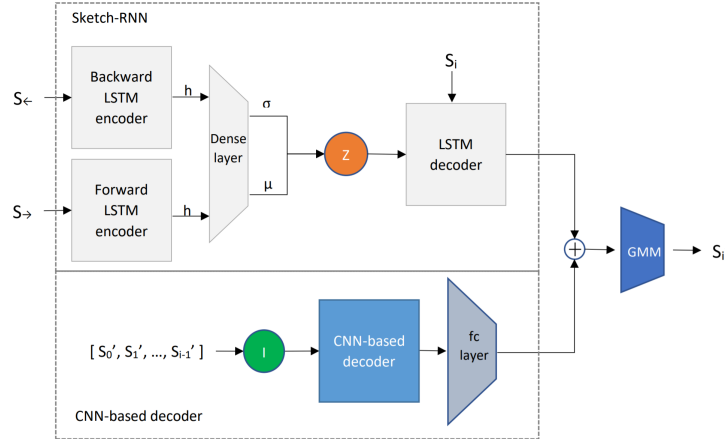 Sketch-RNN
S←
Backward
LSTM
encoder
h
S→
Forward
LSTM
encoder
h
Dense
layer
σ
μ
Z
Sᵢ
LSTM
decoder
+
GMM
Sᵢ
[ S₀’, S₁’, ..., Sᵢ₋₁’ ]
I
CNN-based
decoder
fc
layer
CNN-based decoder